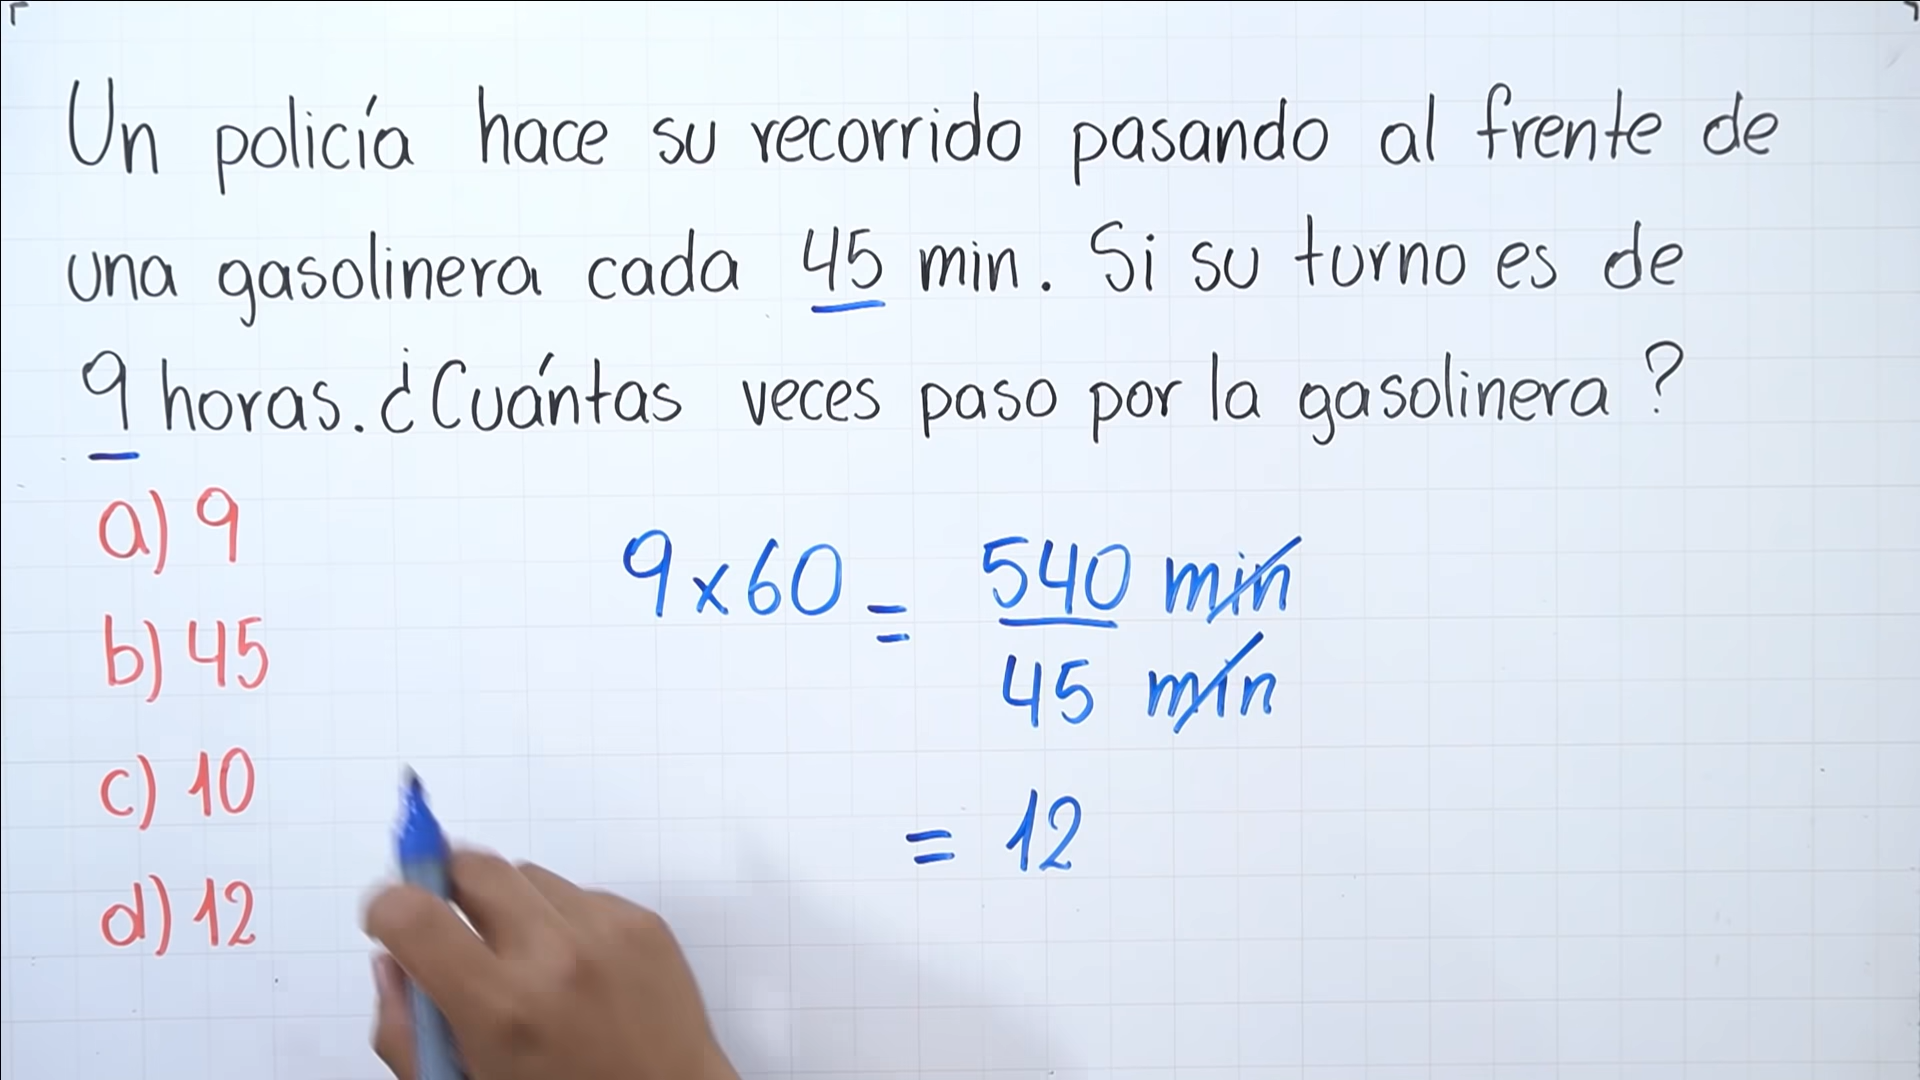 Un policía hace su recorrido pasando al frente de
una gasolinera cada 45 min. Si su turno es de
9 horas. ¿Cuántas veces paso por la gasolinera?
a) 9
b) 45
c) 10
d) 12
9x60 = 540 min
45 min
= 12